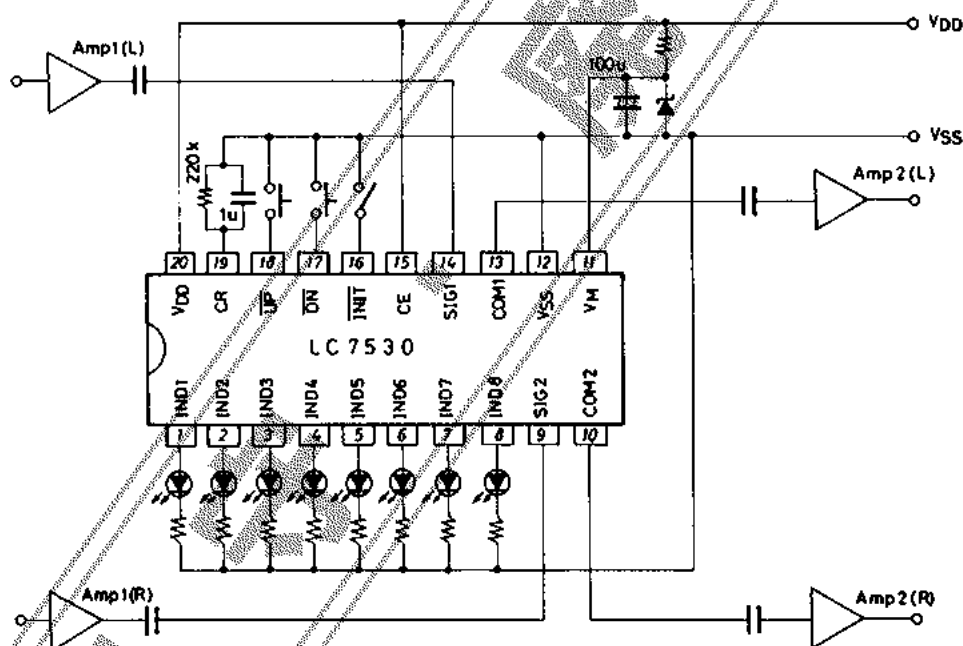 VDD
Amp1(L)
100u
VSS
220k
1u
Amp2(L)
20 19 18 17 16 15 14 13 12 11
VDD CR UP DN INIT CE SIG1 COM1 VSS VM
LC7530
IND1 IND2 IND3 IND4 IND5 IND6 IND7 IND8 SIG2 COM2
1 2 3 4 5 6 7 8 9 10
Amp1(R)
Amp2(R)